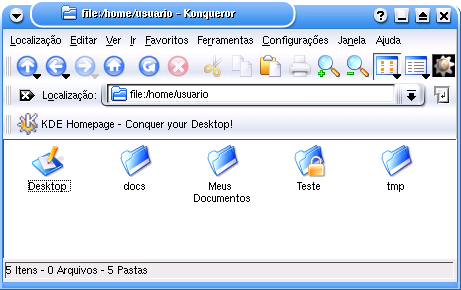 file:/home/usuario - Konqueror
Localização Editar Ver Ir Favoritos Ferramentas Configurações Janela Ajuda
Localização: file:/home/usuario
KDE Homepage - Conquer your Desktop!
Desktop docs Meus Documentos Teste tmp
5 Itens - 0 Arquivos - 5 Pastas